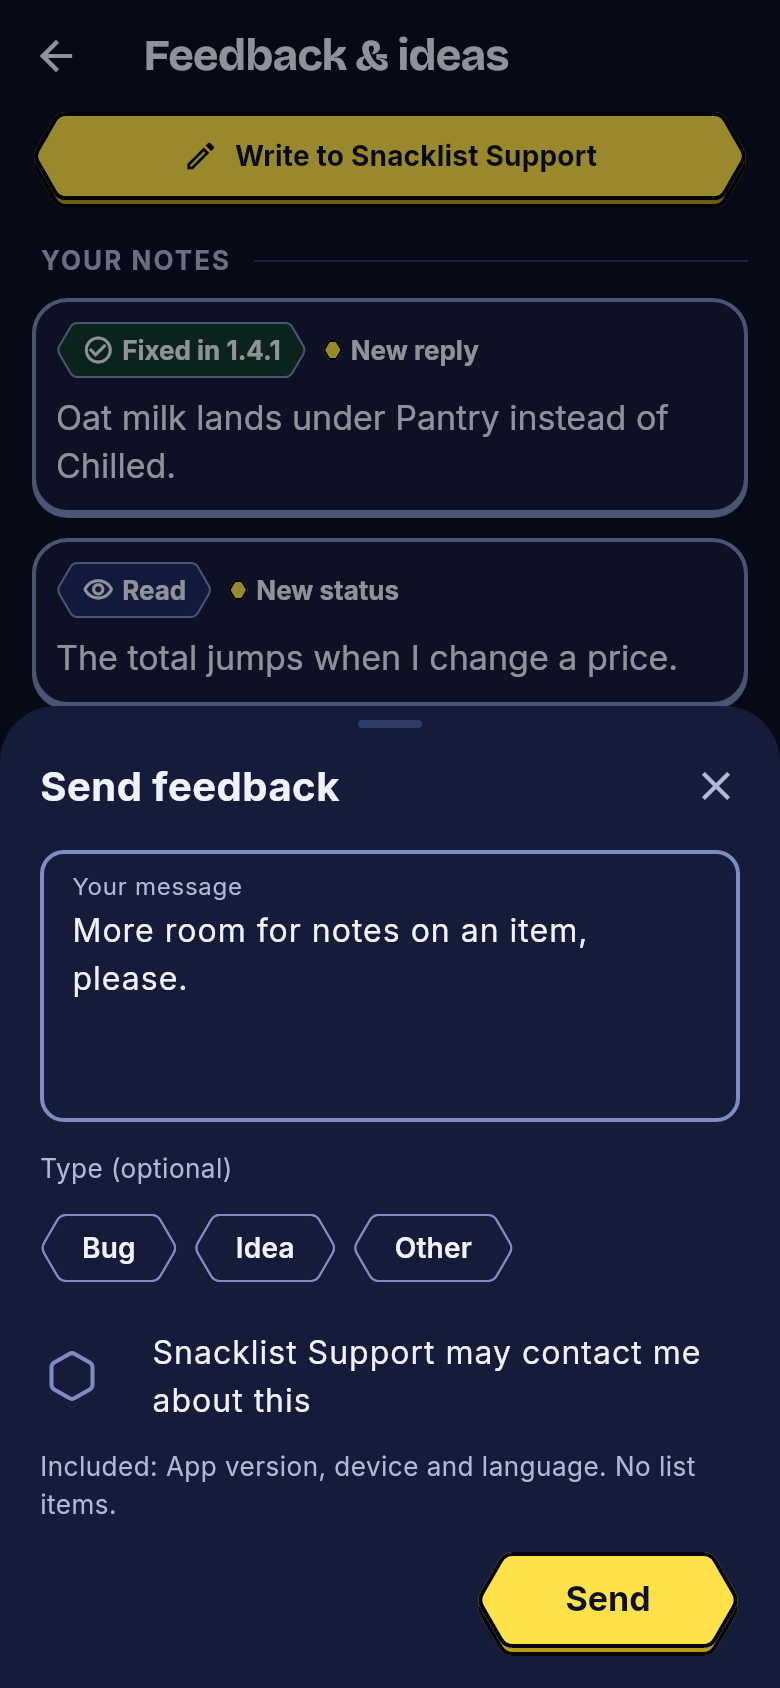 Feedback & ideas
Write to Snacklist Support
YOUR NOTES
Fixed in 1.4.1
New reply
Oat milk lands under Pantry instead of
Chilled.
Read
New status
The total jumps when I change a price.
Send feedback
Your message
More room for notes on an item,
please.
Type (optional)
Bug
Idea
Other
Snacklist Support may contact me
about this
Included: App version, device and language. No list
items.
Send